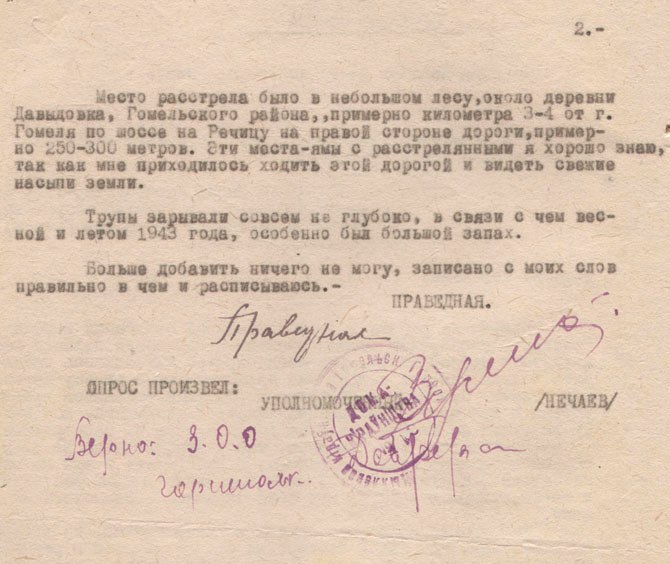 2.-
Место расстрела было в небольшом лесу,около деревни
Давыдовка, Гомельского района,,примерно километра 3-4 от г.
Гомеля по шоссе на Речицу на правой стороне дороги,пример-
но 250-300 метров. Эти места-ямы с расстрелянными я хорошо знаю,
так как мне приходилось ходить этой дорогой и видеть свежие
насыпи земли.
Трупы зарывали совсем не глубоко, в связи с чем вес-
ной и летом 1943 года, особенно был большой запах.
Больше добавить ничего не могу, записано с моих слов
правильно в чем и расписываюсь.-
ПРАВЕДНАЯ.
Праведная
ОПРОС ПРОИЗВЕЛ:
/НЕЧАЕВ/
Верно: З.О.О